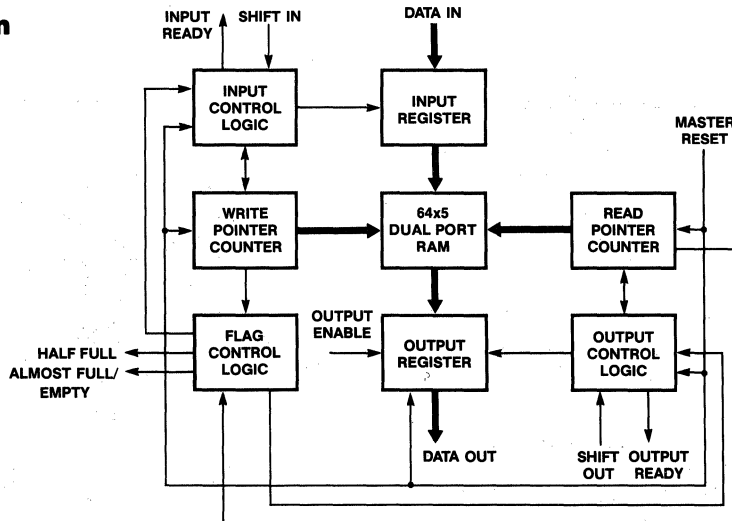 n
INPUT
READY
SHIFT IN
DATA IN
INPUT
CONTROL
LOGIC
INPUT
REGISTER
MASTER
RESET
WRITE
POINTER
COUNTER
64x5
DUAL PORT
RAM
READ
POINTER
COUNTER
HALF FULL
ALMOST FULL/
EMPTY
FLAG
CONTROL
LOGIC
OUTPUT
ENABLE
OUTPUT
REGISTER
OUTPUT
CONTROL
LOGIC
DATA OUT
SHIFT
OUT
OUTPUT
READY